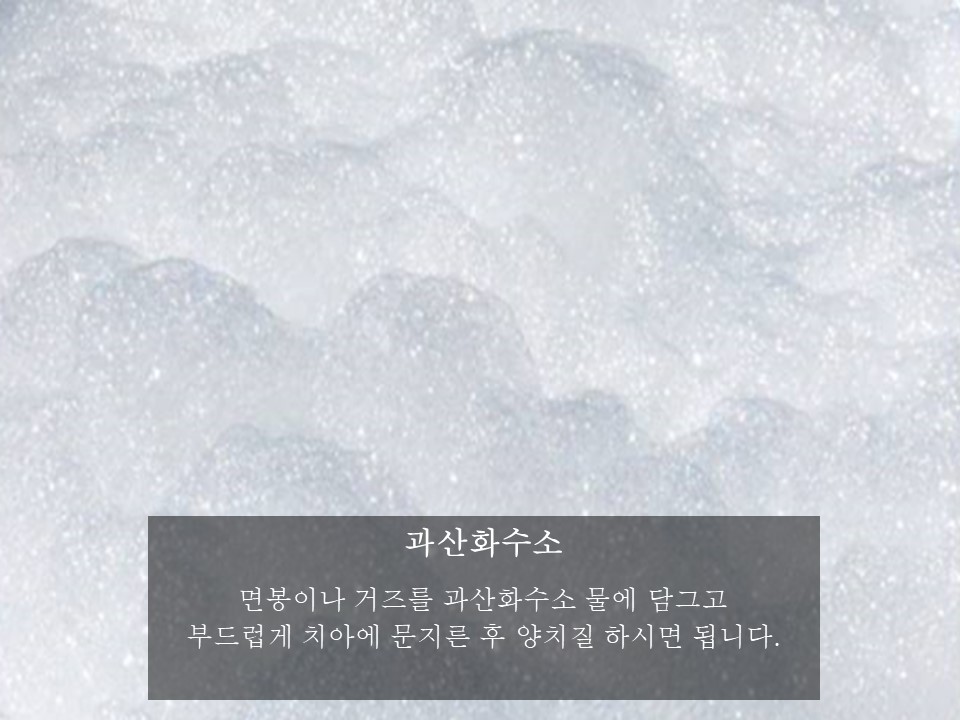 과산화수소
면봉이나 거즈를 과산화수소 물에 담그고
부드럽게 치아에 문지른 후 양치질 하시면 됩니다.